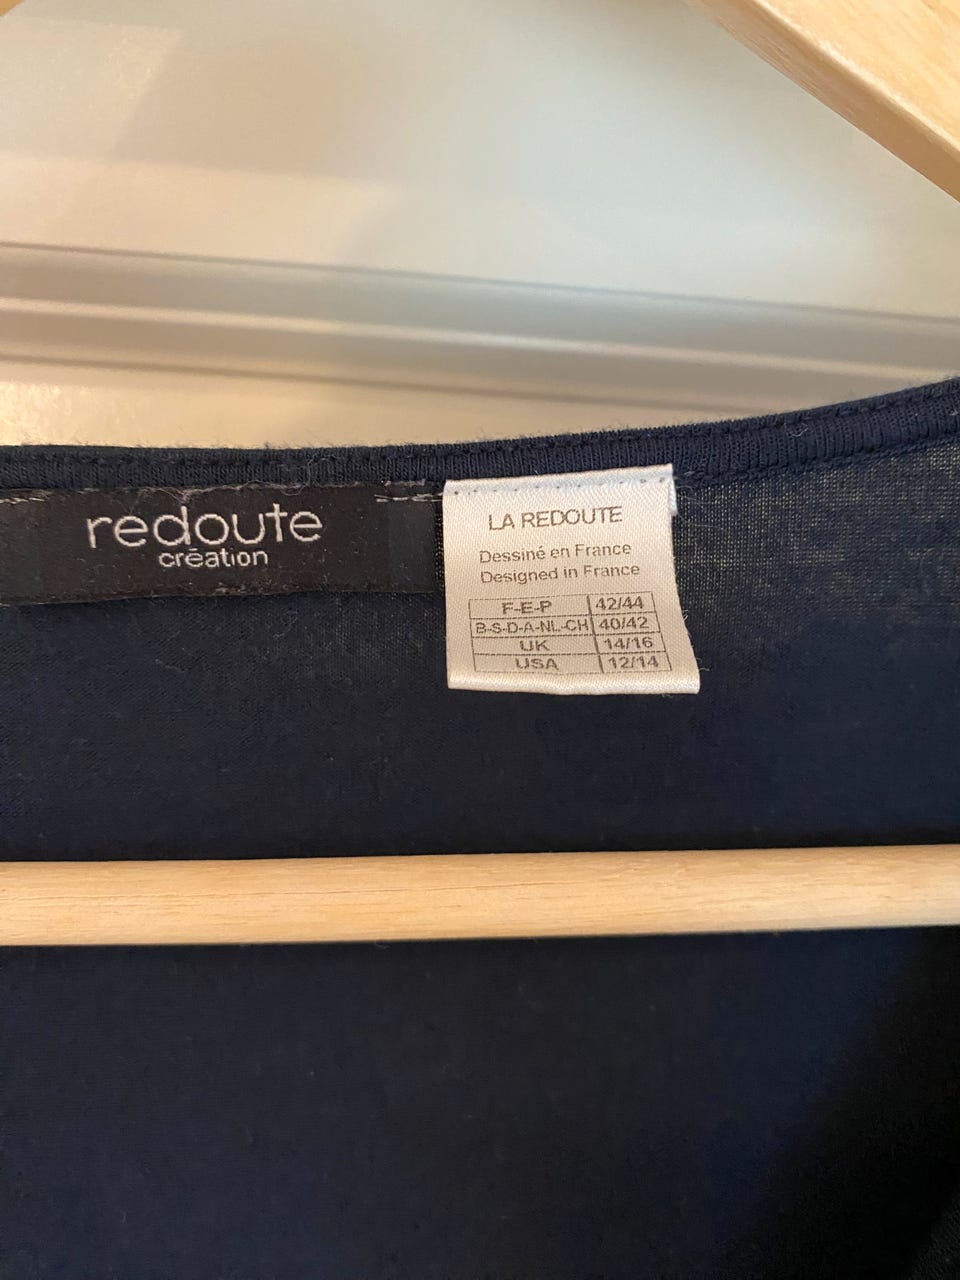 redoute
création
LA REDOUTE
Dessiné en France
Designed in France
F-E-P 42/44
B-S-D-A-NL-CH 40/42
UK 14/16
USA 12/14